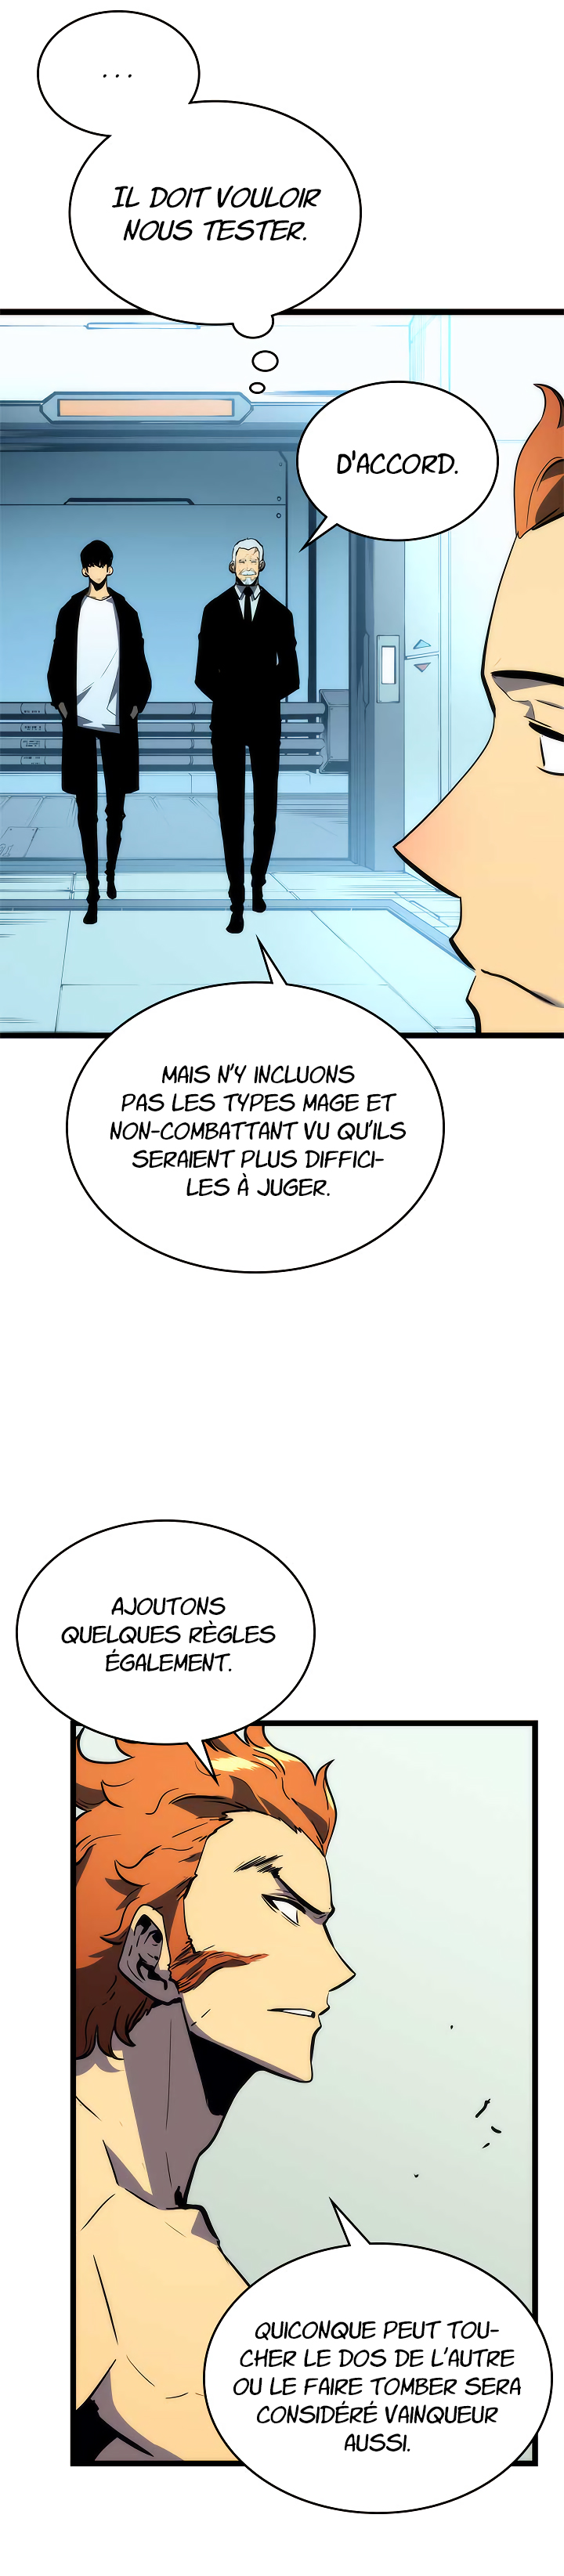 ...
IL DOIT VOULOIR
NOUS TESTER.
D'ACCORD.
MAIS N'Y INCLUONS
PAS LES TYPES MAGE ET
NON-COMBATTANT VU QU'ILS
SERAIENT PLUS DIFFICI-
LES À JUGER.
AJOUTONS
QUELQUES RÈGLES
ÉGALEMENT.
QUICONQUE PEUT TOU-
CHER LE DOS DE L'AUTRE
OU LE FAIRE TOMBER SERA
CONSIDÉRÉ VAINQUEUR
AUSSI.